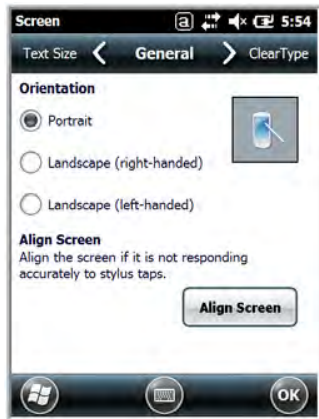 Screen a 5:54
Text Size General ClearType
Orientation
Portrait
Landscape (right-handed)
Landscape (left-handed)
Align Screen
Align the screen if it is not responding
accurately to stylus taps.
Align Screen
OK